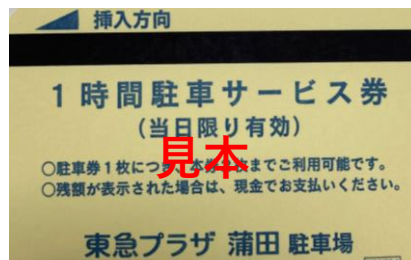 挿入方向
1時間駐車サービス券
(当日限り有効)
見本
○駐車券1枚につき、本券 枚までご利用可能です。
○残額が表示された場合は、現金でお支払いください。
東急プラザ 蒲田 駐車場